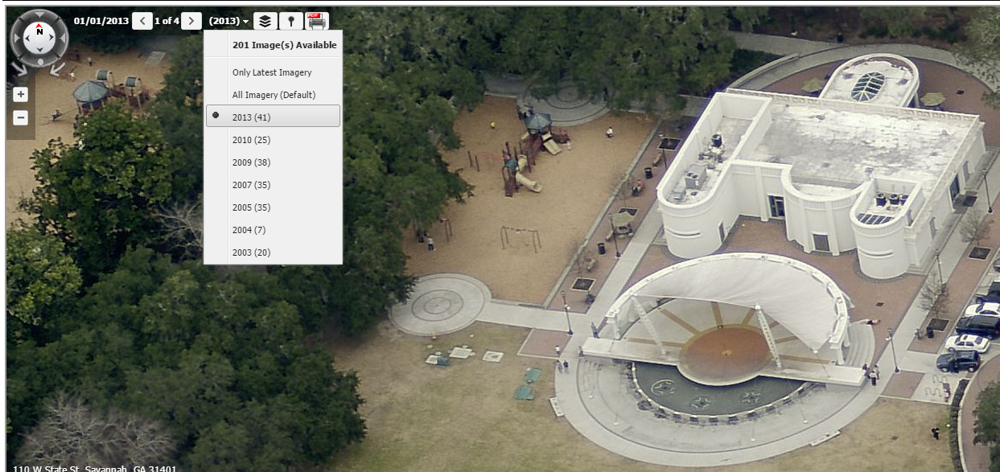 01/01/2013 < 1 of 4 > (2013)
PDF
N
201 Image(s) Available
Only Latest Imagery
All Imagery (Default)
2013 (41)
2010 (25)
2009 (38)
2007 (35)
2005 (35)
2004 (7)
2003 (20)
110 W State St, Savannah, GA 31401